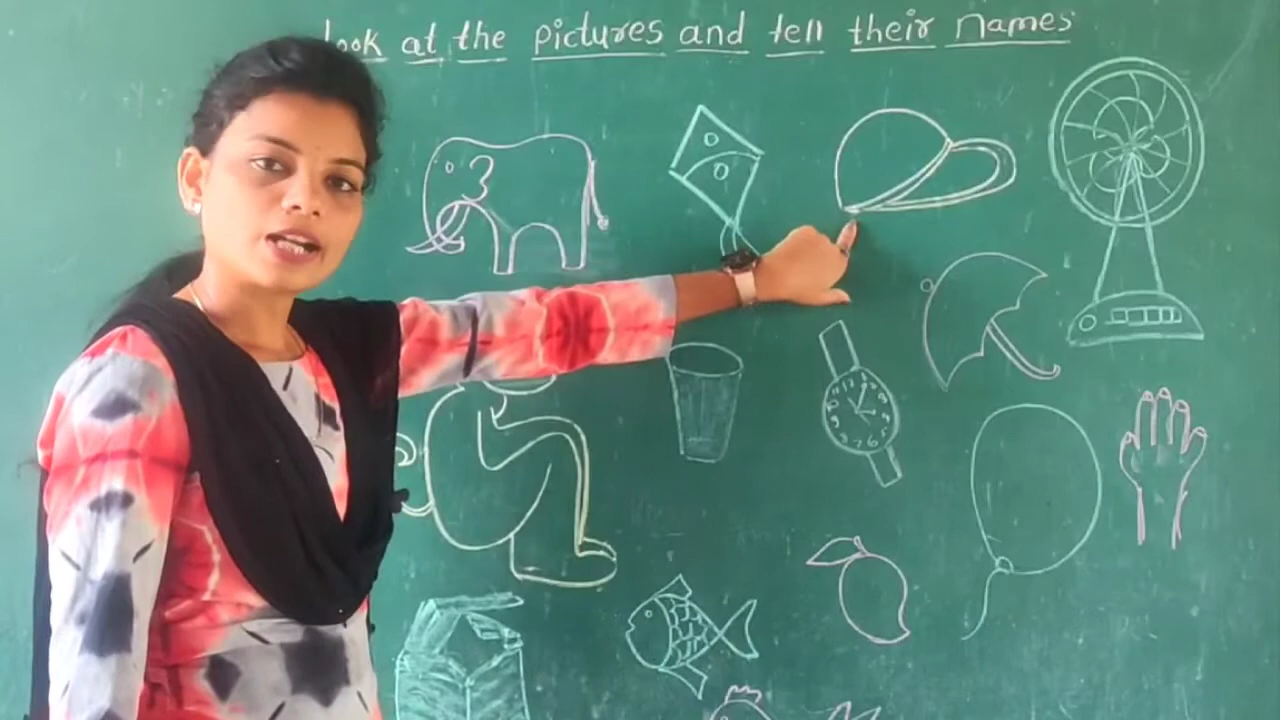 Look at the pictures and tell their names